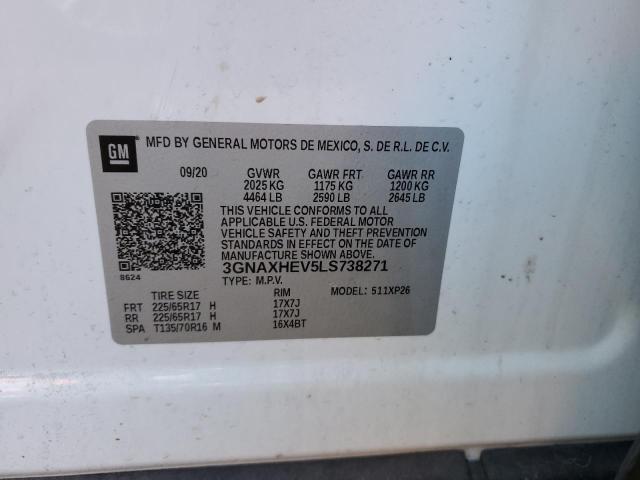 GM MFD BY GENERAL MOTORS DE MEXICO, S. DE R.L. DE C.V.
09/20 GVWR GAWR FRT GAWR RR
2025 KG 1175 KG 1200 KG
4464 LB 2590 LB 2645 LB
THIS VEHICLE CONFORMS TO ALL
APPLICABLE U.S. FEDERAL MOTOR
VEHICLE SAFETY AND THEFT PREVENTION
STANDARDS IN EFFECT ON THE DATE OF
MANUFACTURE SHOWN ABOVE.
8624 3GNAXHEV5LS738271
TYPE: M.P.V.
TIRE SIZE RIM MODEL: 511XP26
FRT 225/65R17 H 17X7J
RR 225/65R17 H 17X7J
SPA T135/70R16 M 16X4BT